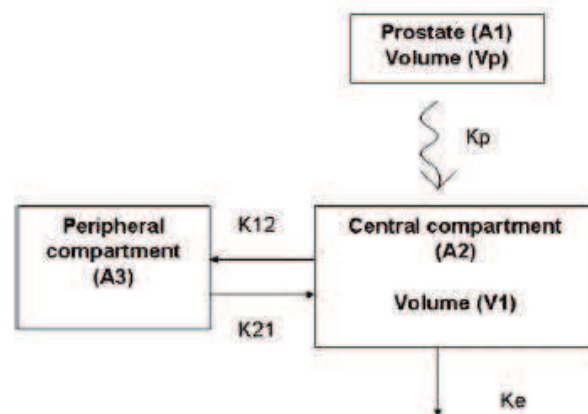 Prostate (A1)
Volume (Vp)
Kp
Peripheral
compartment
(A3)
K12
K21
Central compartment
(A2)
Volume (V1)
Ke